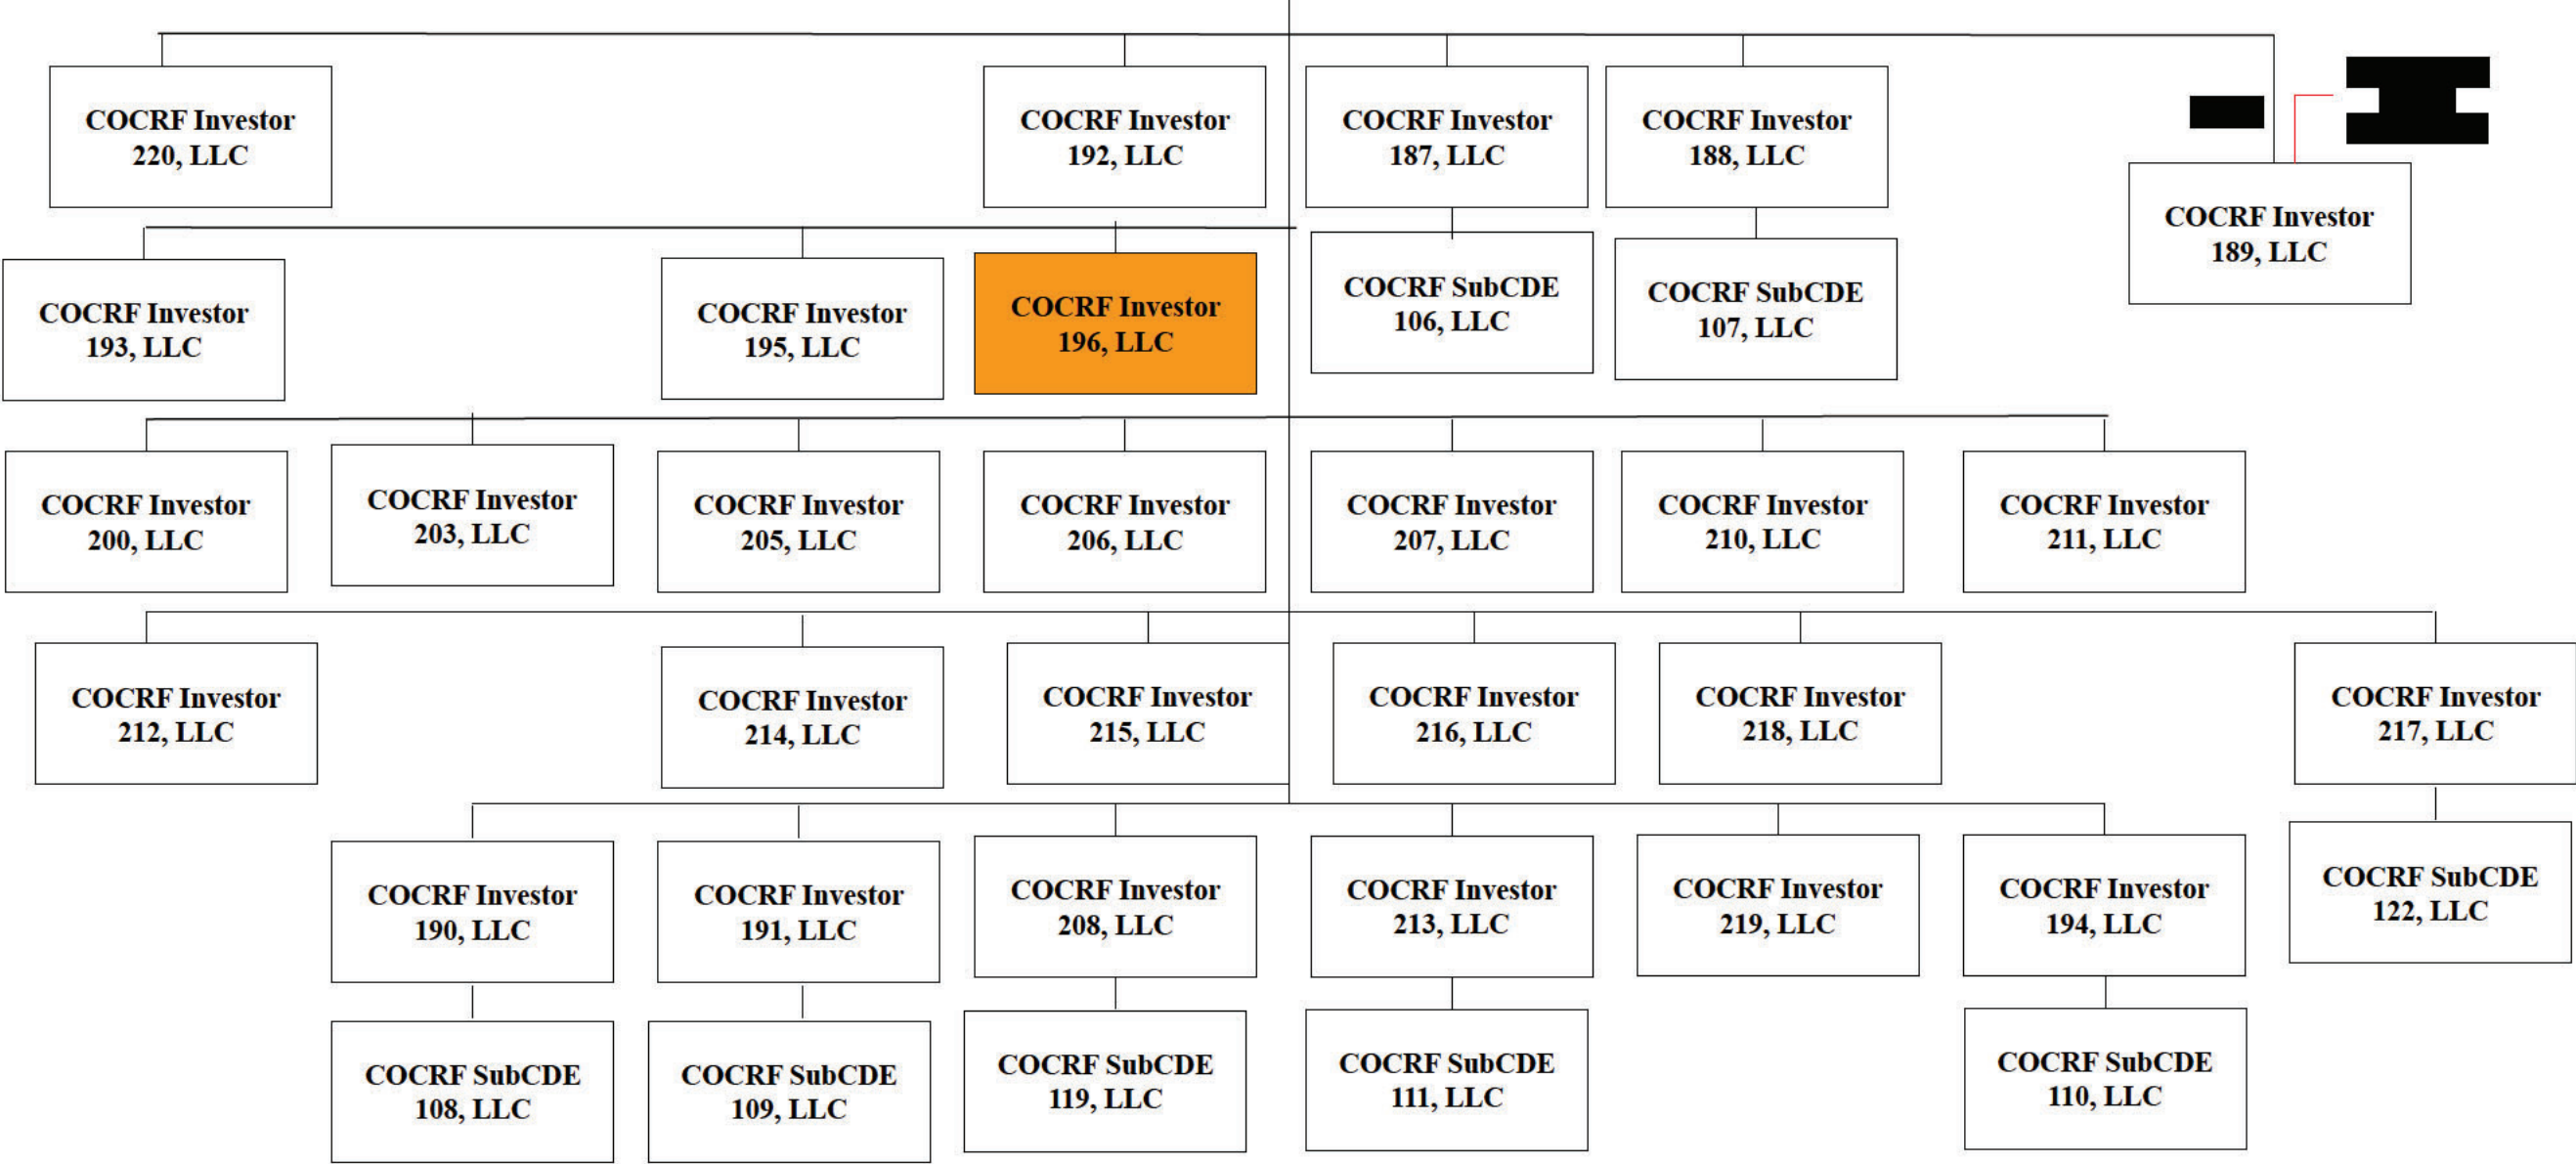 COCRF Investor
220, LLC
COCRF Investor
192, LLC
COCRF Investor
187, LLC
COCRF Investor
188, LLC
COCRF Investor
189, LLC
COCRF Investor
193, LLC
COCRF Investor
195, LLC
COCRF Investor
196, LLC
COCRF SubCDE
106, LLC
COCRF SubCDE
107, LLC
COCRF Investor
200, LLC
COCRF Investor
203, LLC
COCRF Investor
205, LLC
COCRF Investor
206, LLC
COCRF Investor
207, LLC
COCRF Investor
210, LLC
COCRF Investor
211, LLC
COCRF Investor
212, LLC
COCRF Investor
214, LLC
COCRF Investor
215, LLC
COCRF Investor
216, LLC
COCRF Investor
218, LLC
COCRF Investor
217, LLC
COCRF Investor
190, LLC
COCRF Investor
191, LLC
COCRF Investor
208, LLC
COCRF Investor
213, LLC
COCRF Investor
219, LLC
COCRF Investor
194, LLC
COCRF SubCDE
122, LLC
COCRF SubCDE
108, LLC
COCRF SubCDE
109, LLC
COCRF SubCDE
119, LLC
COCRF SubCDE
111, LLC
COCRF SubCDE
110, LLC